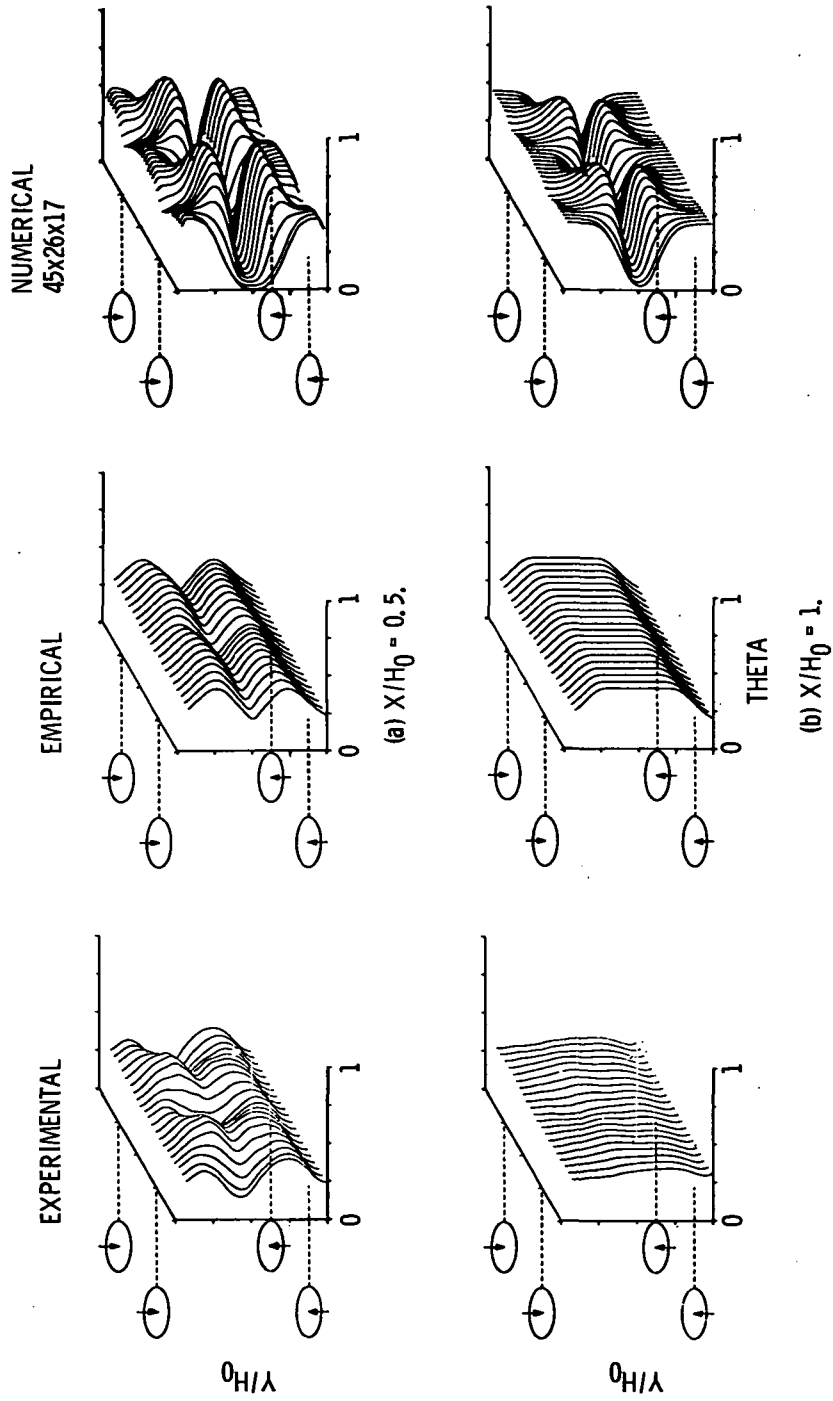 EXPERIMENTAL
EMPIRICAL
NUMERICAL
45x26x17
Y/H0
0 1
0 1
0 1
(a) X/H0 = 0.5.
Y/H0
0 1
0 1
0 1
THETA
(b) X/H0 = 1.